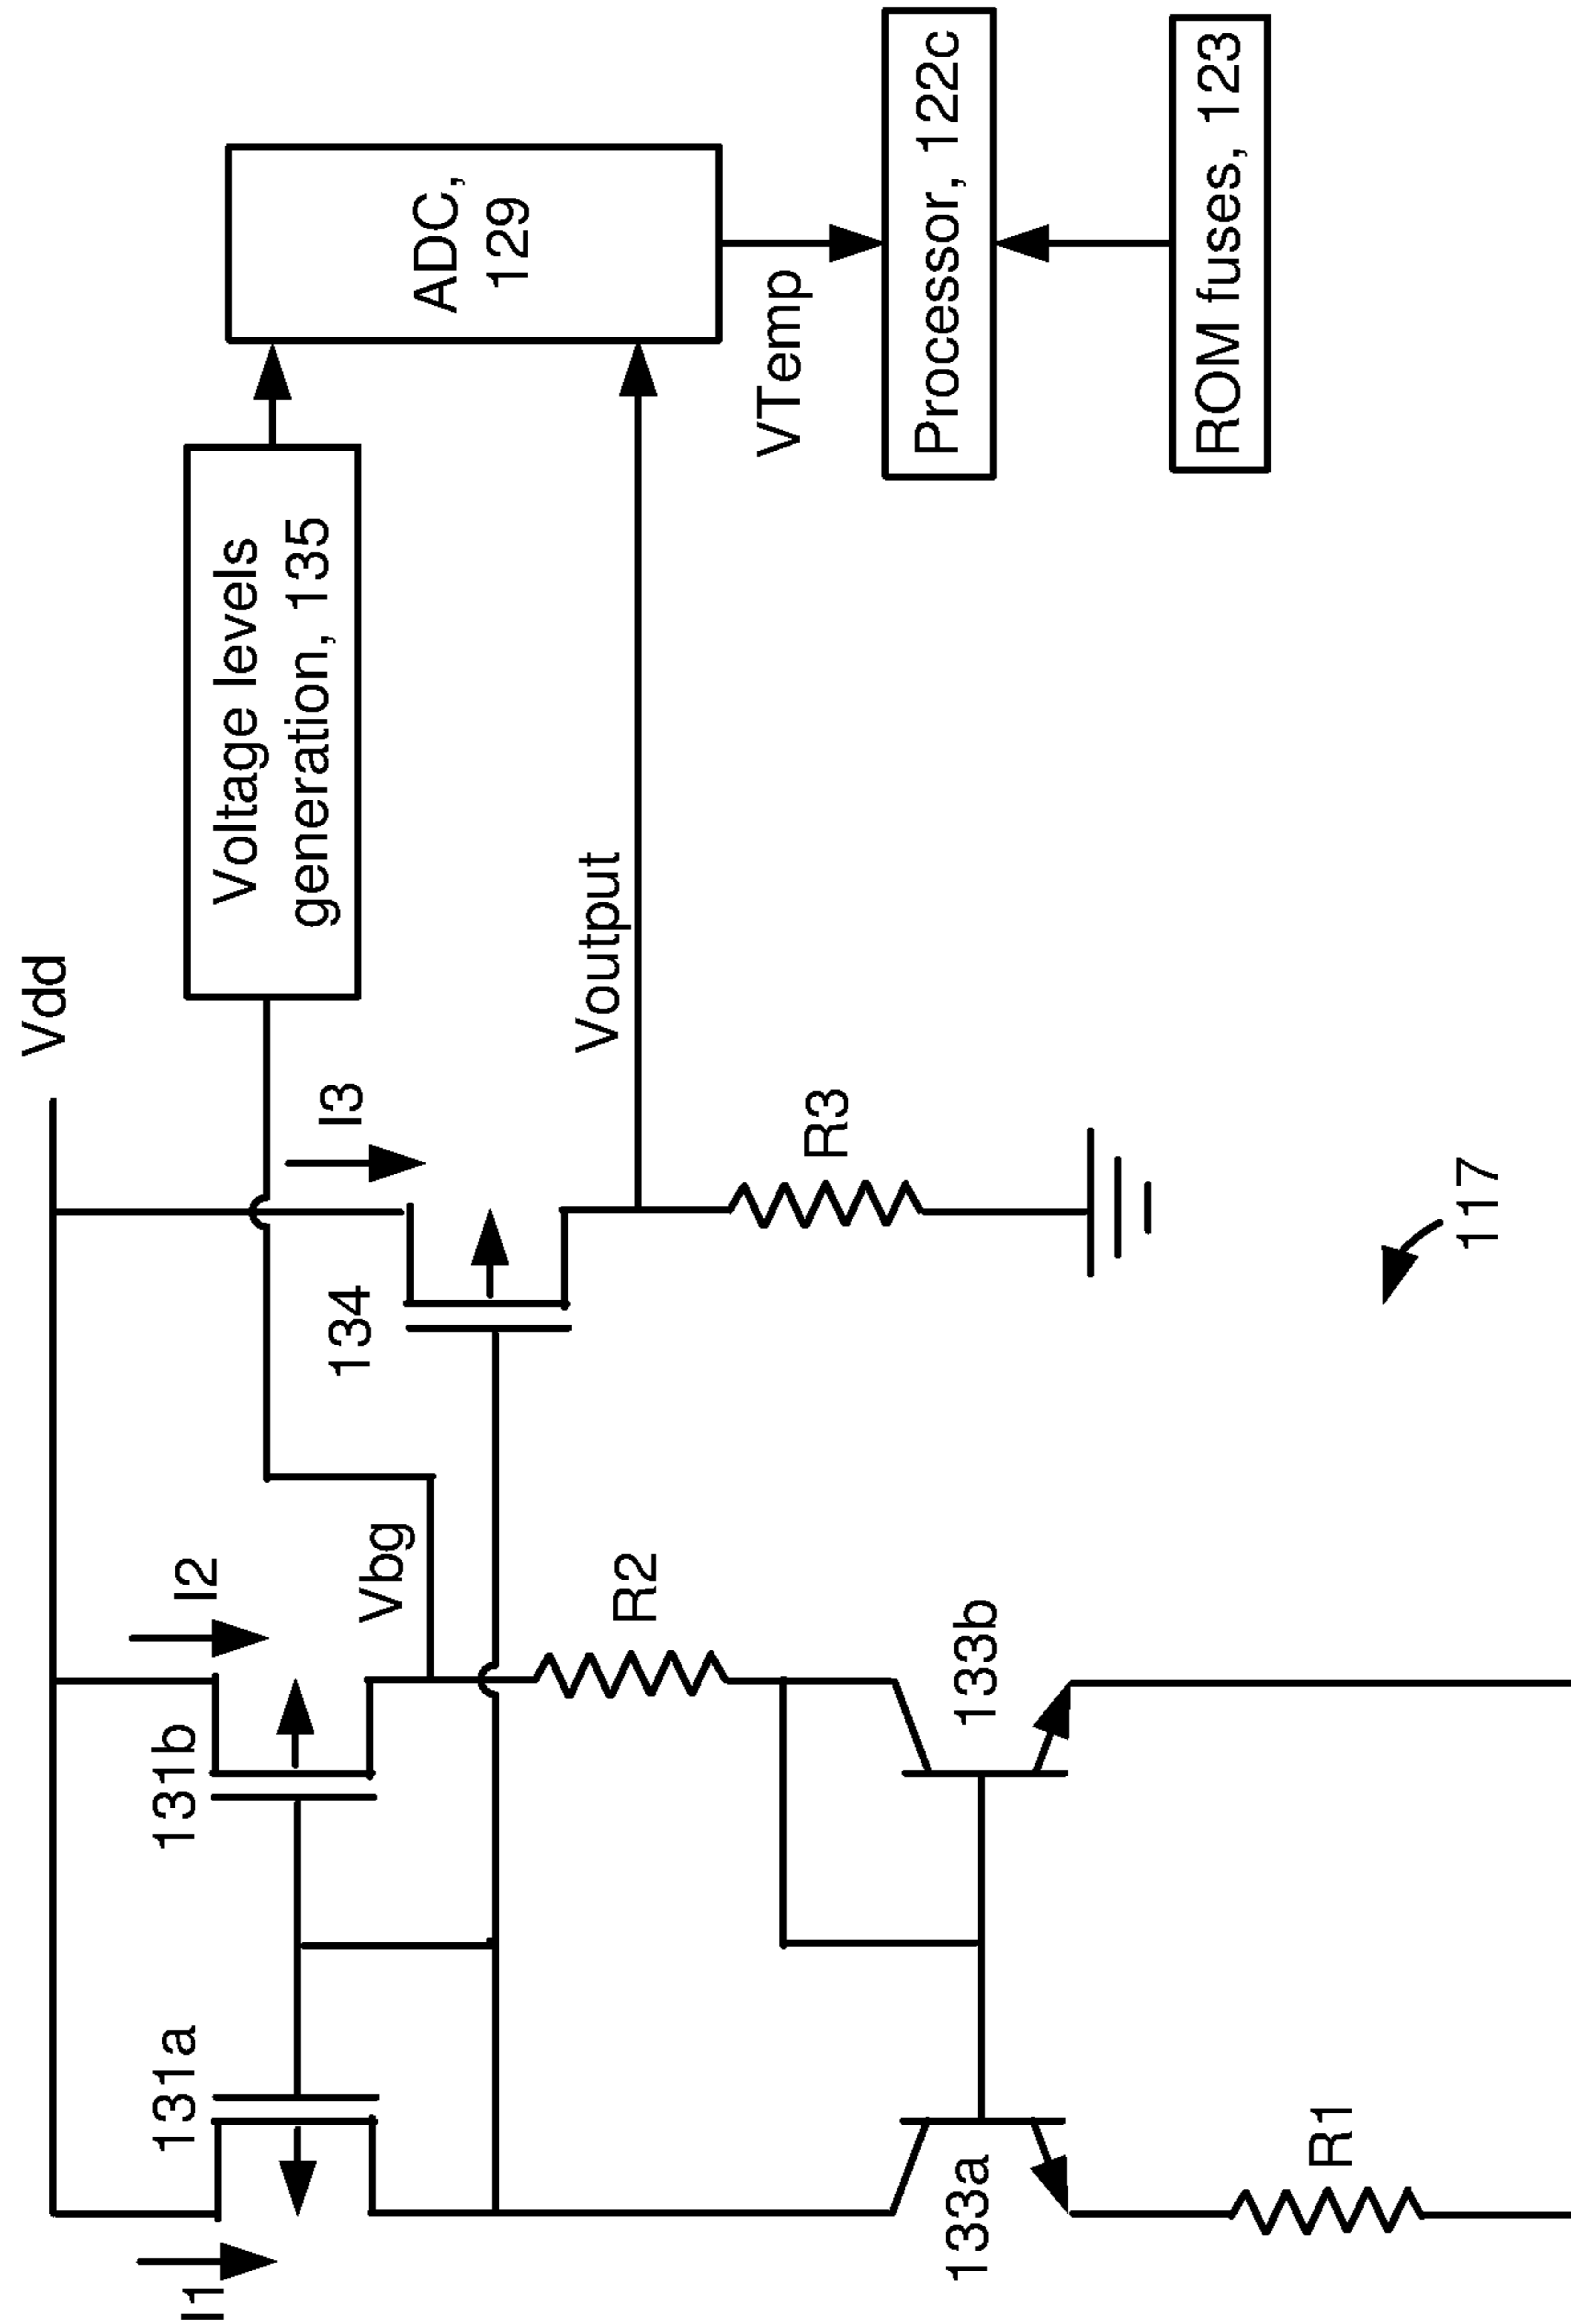 Vdd
I1
131a
131b
I2
Vbg
134
I3
Voltage levels
generation, 135
ADC,
129
Voutput
R2
R3
VTemp
Processor, 122c
ROM fuses, 123
133a
133b
R1
117